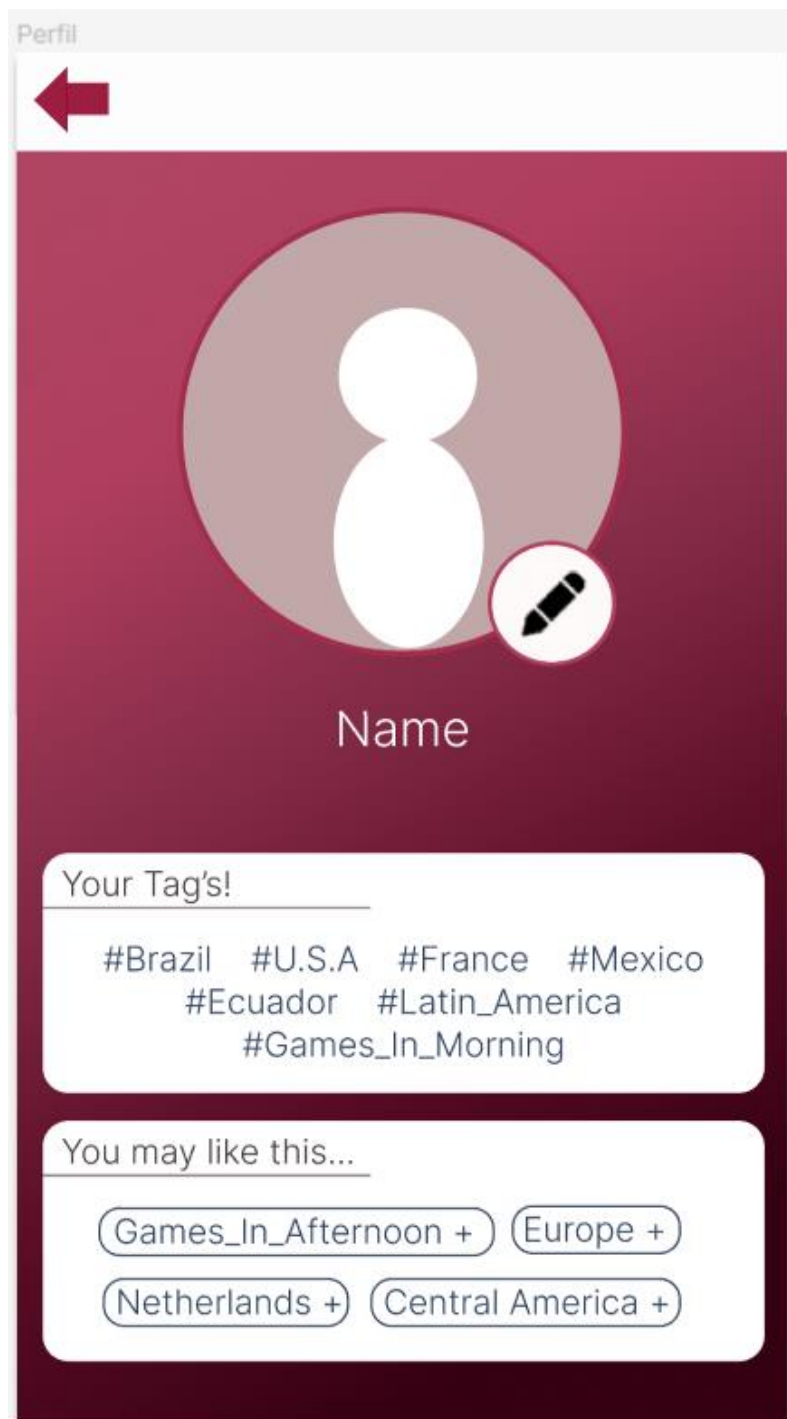 Perfil
Name
Your Tag’s!
#Brazil #U.S.A #France #Mexico
#Ecuador #Latin_America
#Games_In_Morning
You may like this...
Games_In_Afternoon + Europe +
Netherlands + Central America +